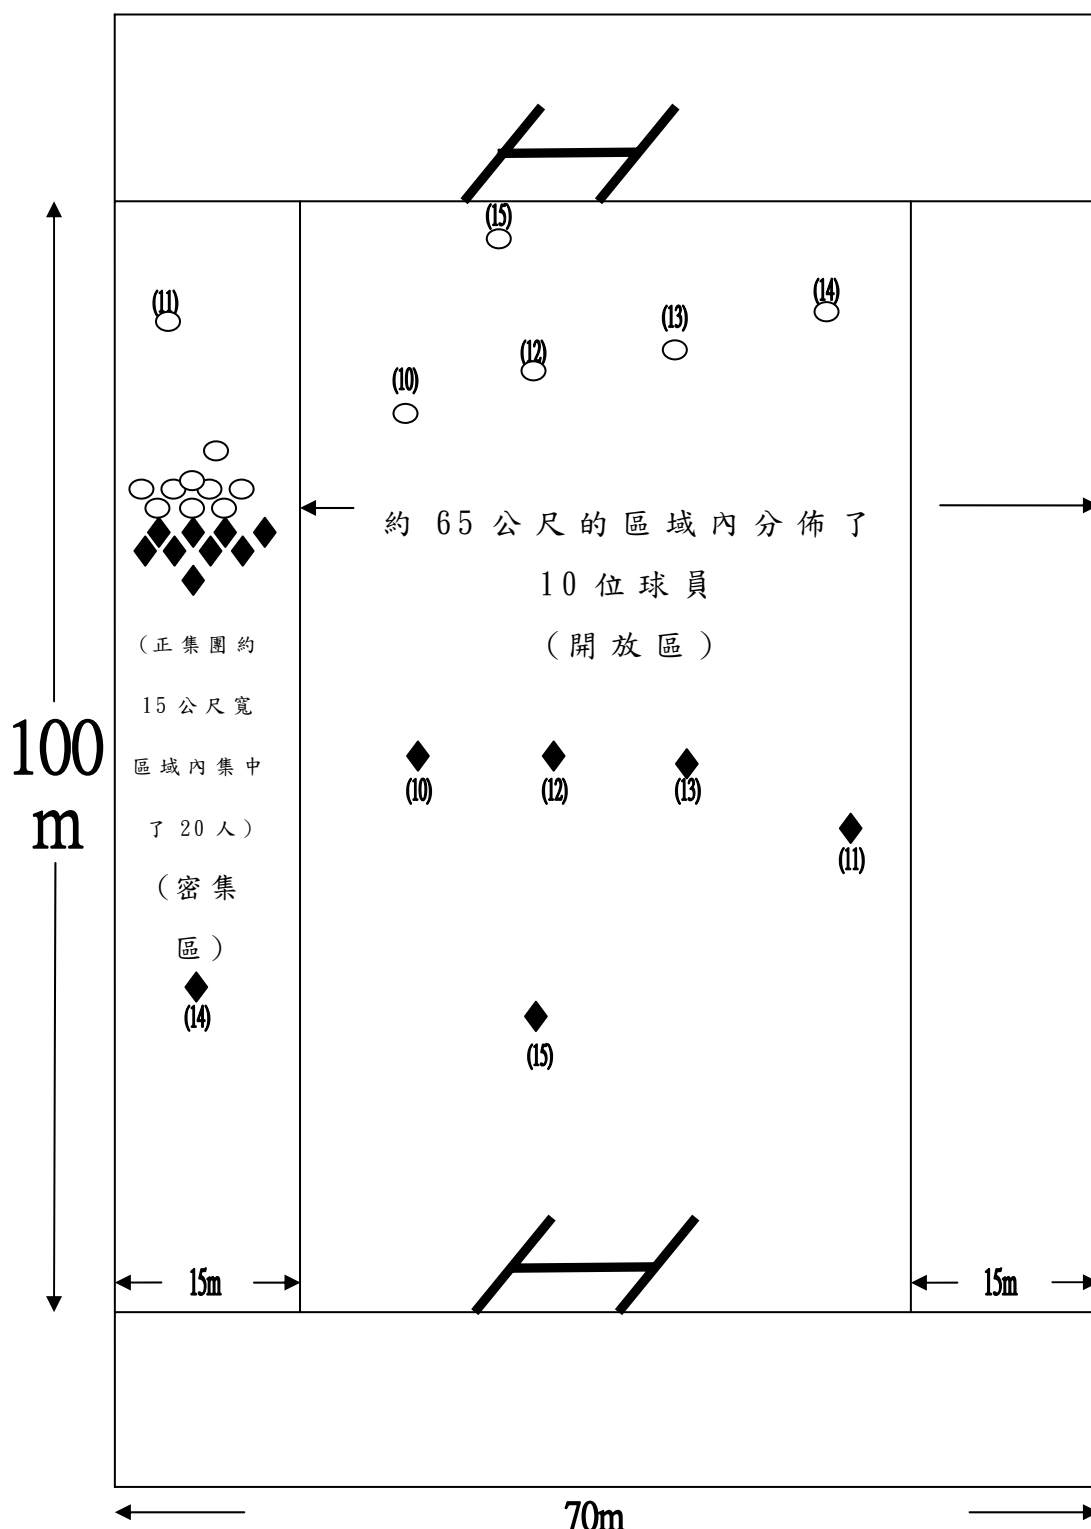 (15)
(11)
(14)
(13)
(12)
(10)
約 65 公尺的區域內分佈了
10 位球員
（開放區）
（正集團約
15 公尺寬
區域內集中
了 20 人）
（密集
區）
100
m
(10)
(12)
(13)
(11)
(14)
(15)
15m
15m
70m